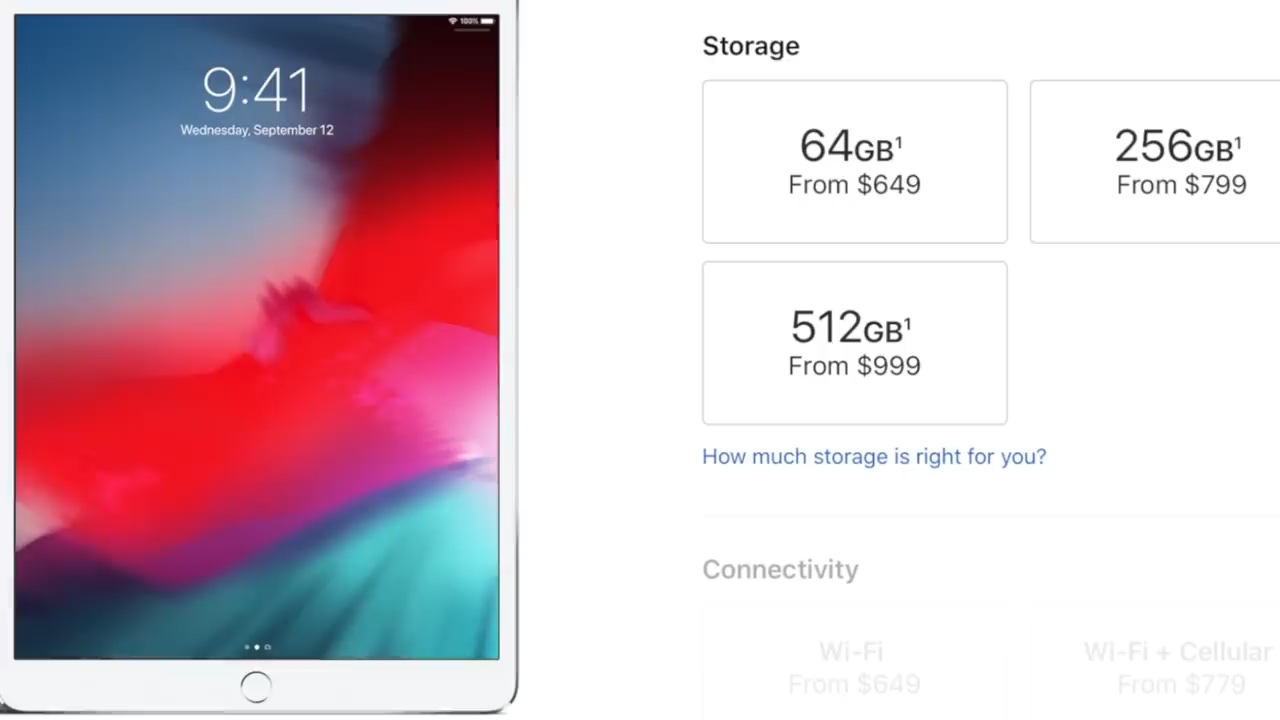 100%
9:41
Wednesday, September 12
Storage
64GB¹
From $649
256GB¹
From $799
512GB¹
From $999
How much storage is right for you?
Connectivity
Wi-Fi
From $649
Wi-Fi + Cellular
From $779